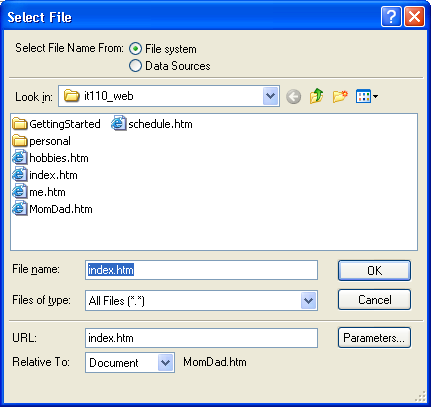 Select File
Select File Name From: File system
Data Sources
Look in: it110_web
GettingStarted schedule.htm
personal
hobbies.htm
index.htm
me.htm
MomDad.htm
File name: index.htm OK
Files of type: All Files (*.*) Cancel
URL: index.htm Parameters...
Relative To: Document MomDad.htm